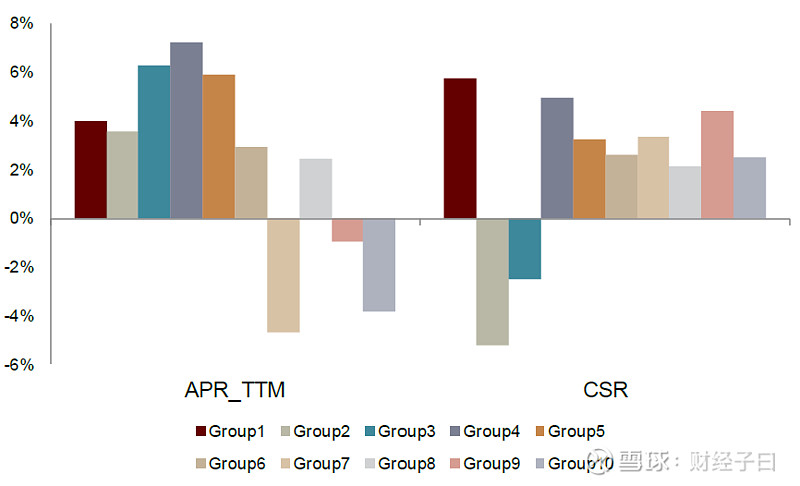 8%
6%
4%
2%
0%
-2%
-4%
-6%
APR_TTM
CSR
Group1 Group2 Group3 Group4 Group5
Group6 Group7 Group8 Group9 Group10
雪球:财经子曰